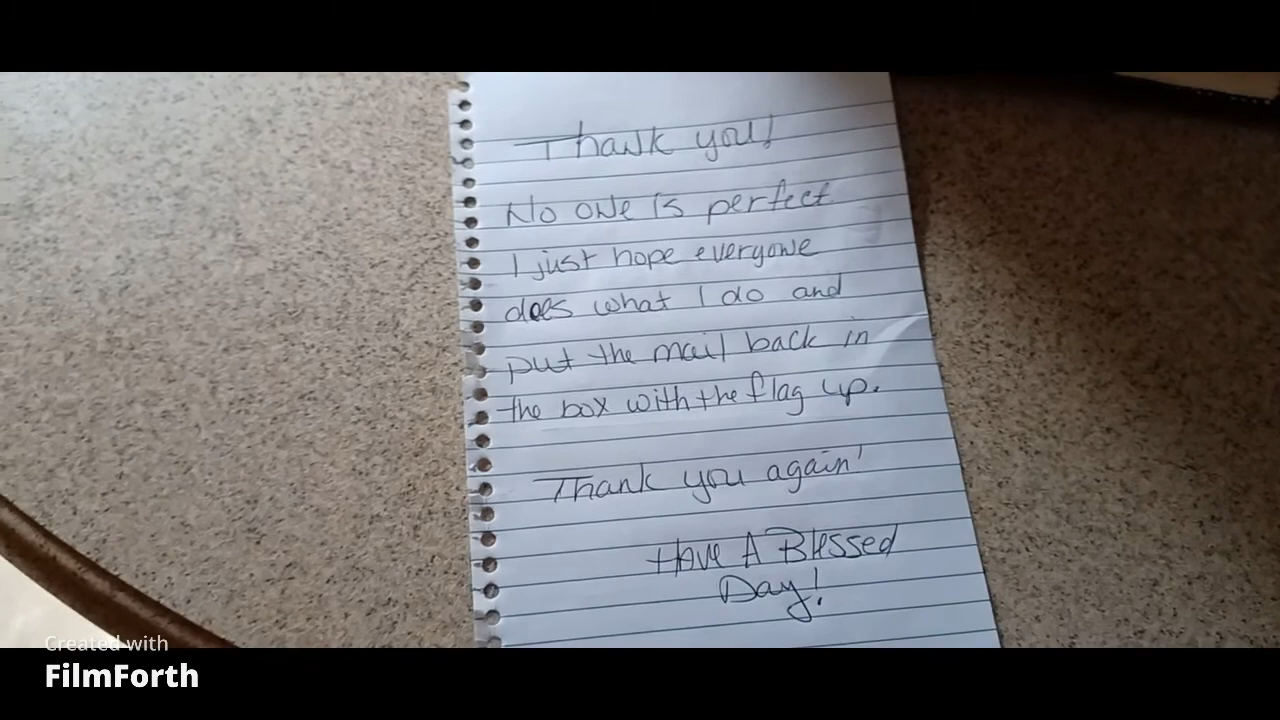 Thank you!
No one is perfect.
I just hope everyone
does what I do and
put the mail back in
the box with the flag up.
Thank you again!
Have A Blessed
Day!
Created with
FilmForth